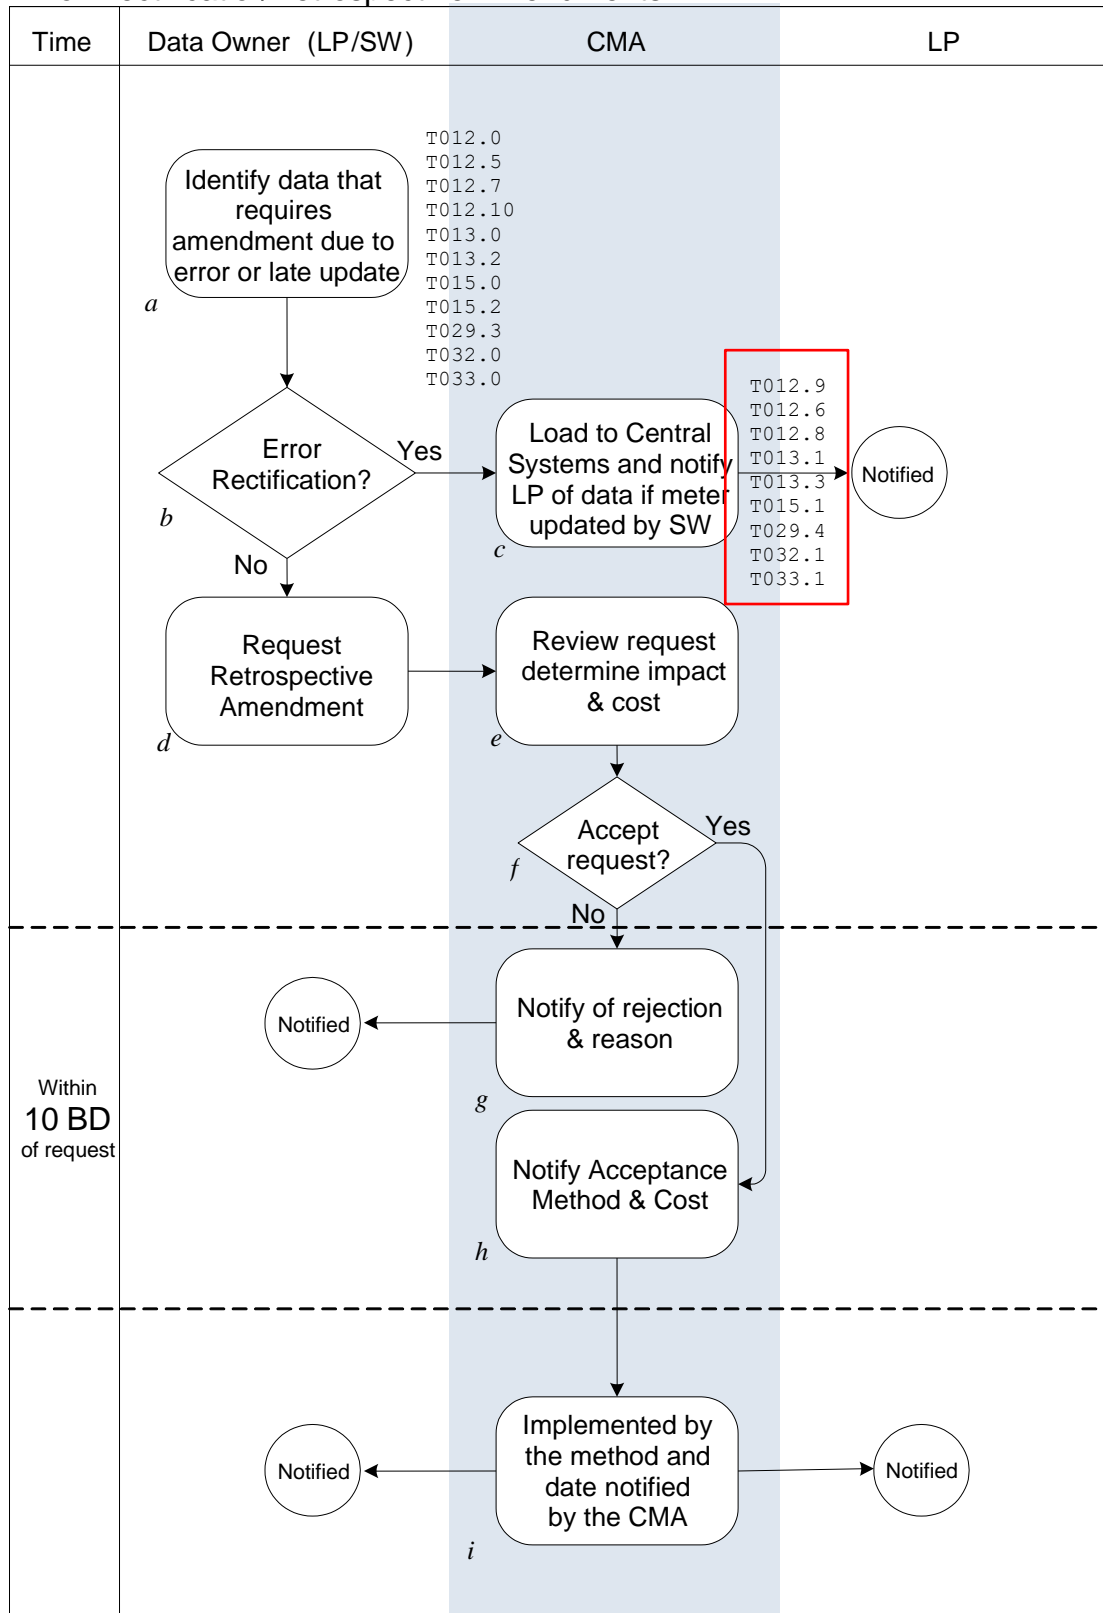 Time
Data Owner (LP/SW)
CMA
LP
T012.0
T012.5
T012.7
T012.10
T013.0
T013.2
T015.0
T015.2
T029.3
T032.0
T033.0
Identify data that
requires
amendment due to
error or late update
a
Error
Rectification?
Yes
b
No
Load to Central
Systems and notify
LP of data if meter
updated by SW
c
T012.9
T012.6
T012.8
T013.1
T013.3
T015.1
T029.4
T032.1
T033.1
Notified
Request
Retrospective
Amendment
d
Review request
determine impact
& cost
e
Accept
request?
Yes
f
No
Within
10 BD
of request
Notified
Notify of rejection
& reason
g
Notify Acceptance
Method & Cost
h
Notified
Implemented by
the method and
date notified
by the CMA
i
Notified